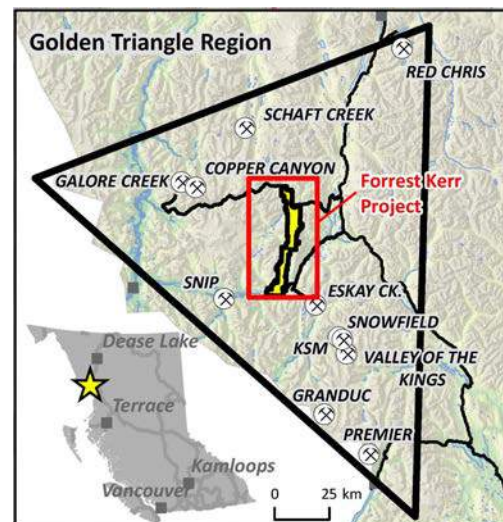 Golden Triangle Region
RED CHRIS
SCHAFT CREEK
COPPER CANYON
GALORE CREEK
Forrest Kerr
Project
SNIP
ESKAY CK.
SNOWFIELD
KSM
VALLEY OF THE
KINGS
GRANDUC
PREMIER
Dease Lake
Terrace
Kamloops
Vancouver
0 25 km